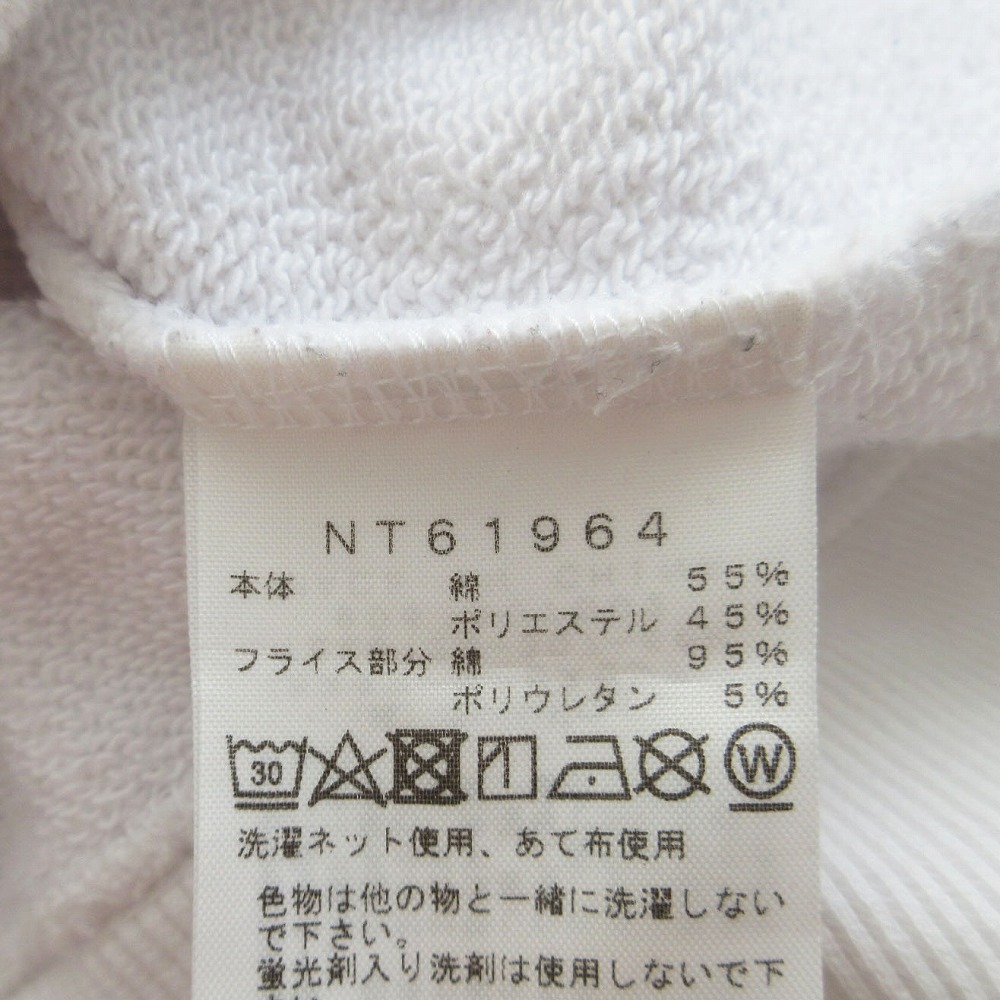 NT61964
本体 綿 55%
ポリエステル 45%
フライス部分 綿 95%
ポリウレタン 5%
30 W
洗濯ネット使用、あて布使用
色物は他の物と一緒に洗濯しない
で下さい。
蛍光剤入り洗剤は使用しないで下
さい